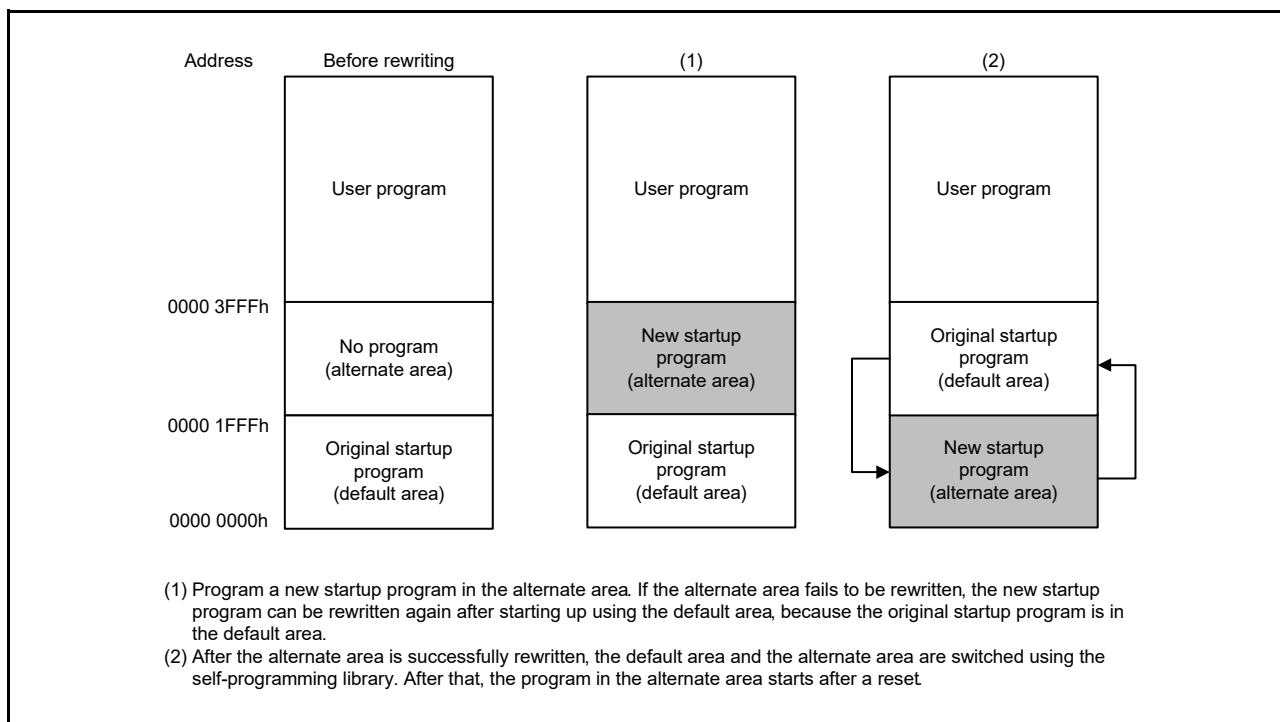 Address
Before rewriting
(1)
(2)
User program
User program
User program
0000 3FFFh
No program
(alternate area)
New startup
program
(alternate area)
Original startup
program
(default area)
0000 1FFFh
Original startup
program
(default area)
Original startup
program
(default area)
New startup
program
(alternate area)
0000 0000h
(1) Program a new startup program in the alternate area. If the alternate area fails to be rewritten, the new startup
program can be rewritten again after starting up using the default area, because the original startup program is in
the default area.
(2) After the alternate area is successfully rewritten, the default area and the alternate area are switched using the
self-programming library. After that, the program in the alternate area starts after a reset.